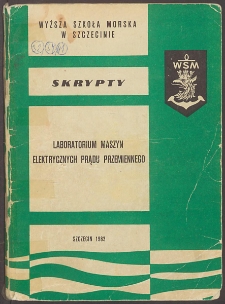 WYŻSZA SZKOŁA MORSKA
W SZCZECINIE
WSM
SKRYPTY
LABORATORIUM MASZYN
ELEKTRYCZNYCH PRĄDU PRZEMIENNEGO
SZCZECIN 1982